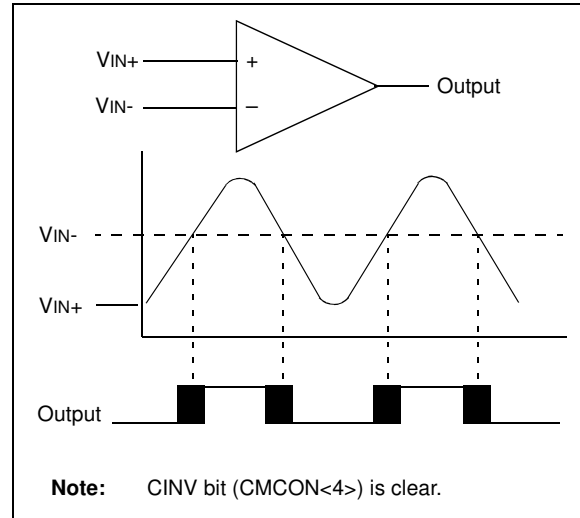 VIN+
+
Output
VIN-
–
VIN-
VIN+
Output
Note: CINV bit (CMCON<4>) is clear.